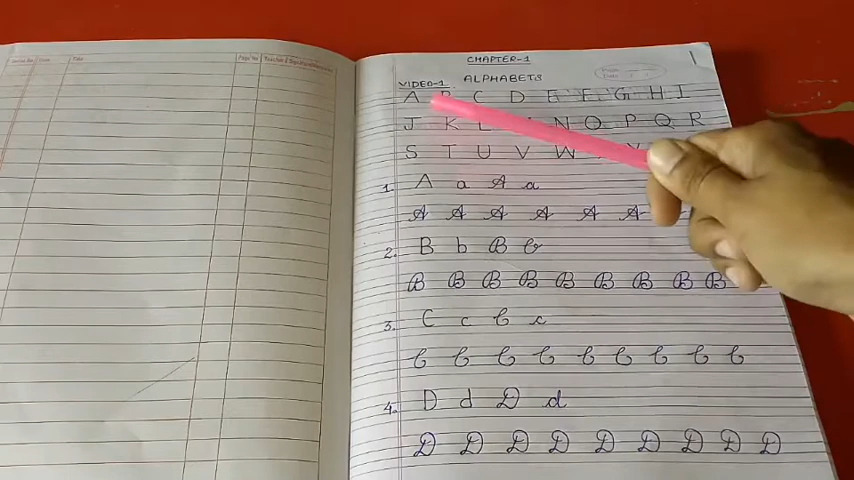 CHAPTER-1
VIDEO-1 ALPHABETS
A B C D E F G H I
J K L N O P Q R
S T U V W
1. A a A a
A A A A A A
2. B b B b
B B B B B B B B B
3. C c C c
C C C C C C C C C
4. D d D d
D D D D D D D D D